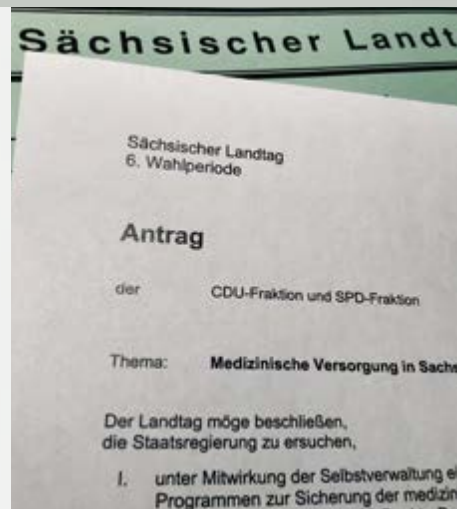 Sächsischer Landt
Sächsischer Landtag
6. Wahlperiode
Antrag
der CDU-Fraktion und SPD-Fraktion
Thema: Medizinische Versorgung in Sachs
Der Landtag möge beschließen,
die Staatsregierung zu ersuchen,
I. unter Mitwirkung der Selbstverwaltung ei
Programmen zur Sicherung der medizin